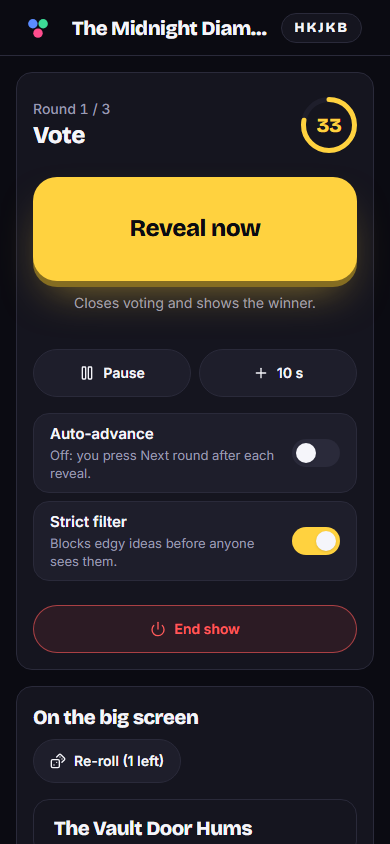 The Midnight Diam...
HKJKB
Round 1 / 3
Vote
33
Reveal now
Closes voting and shows the winner.
Pause
10 s
Auto-advance
Off: you press Next round after each
reveal.
Strict filter
Blocks edgy ideas before anyone
sees them.
End show
On the big screen
Re-roll (1 left)
The Vault Door Hums